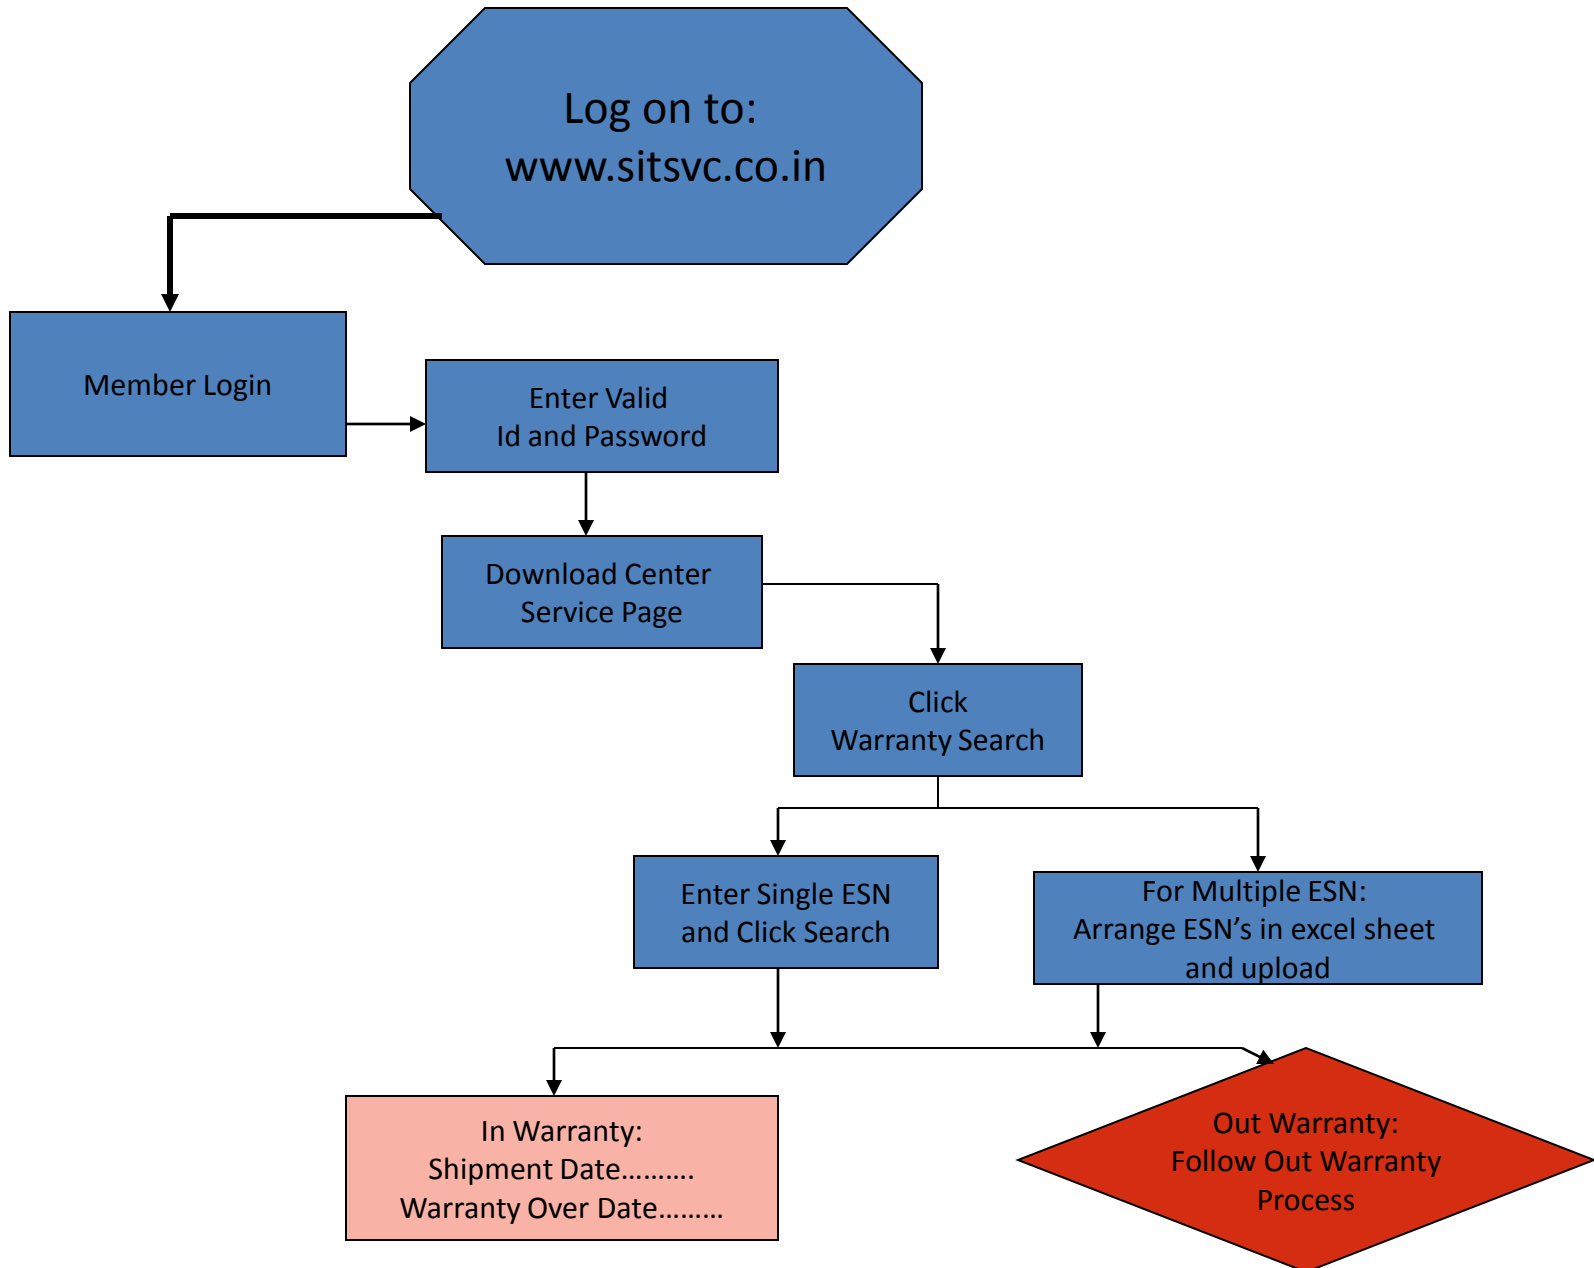 Log on to:
www.sitsvc.co.in
Member Login
Enter Valid
Id and Password
Download Center
Service Page
Click
Warranty Search
Enter Single ESN
and Click Search
For Multiple ESN:
Arrange ESN’s in excel sheet
and upload
In Warranty:
Shipment Date……….
Warranty Over Date………
Out Warranty:
Follow Out Warranty
Process